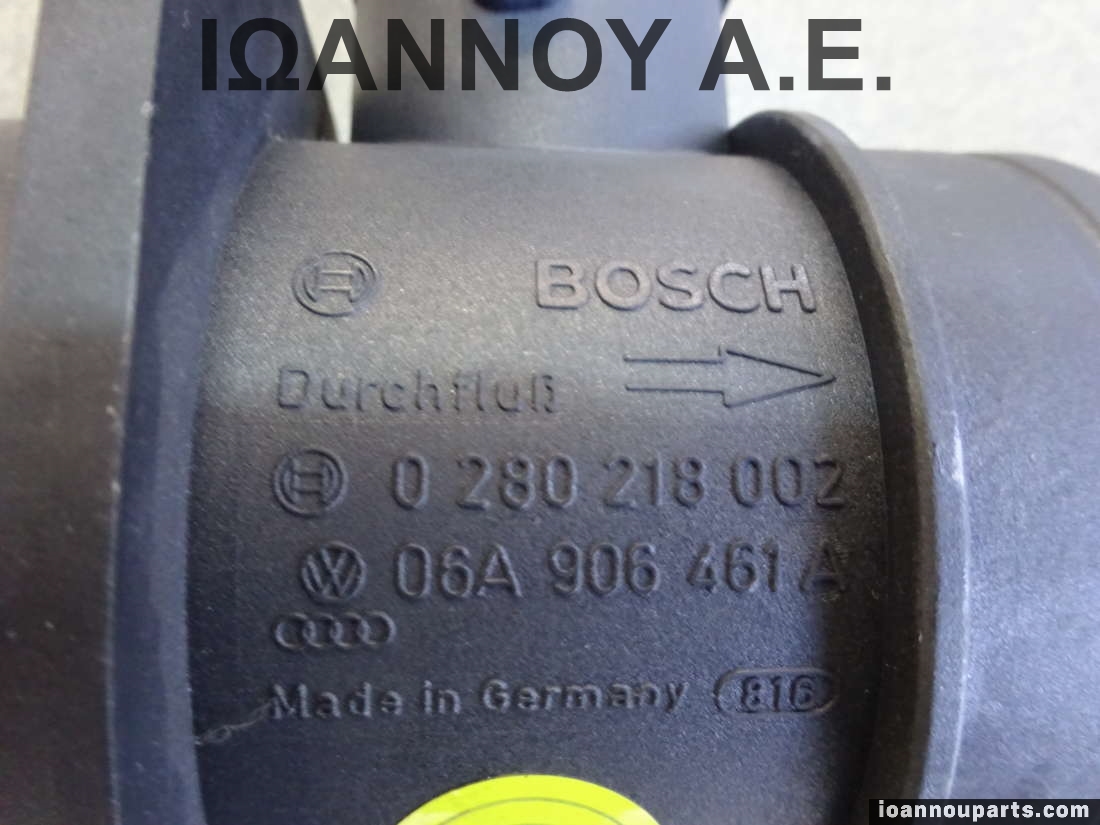 ΙΩΑΝΝΟΥ Α.Ε.
BOSCH
Durchfluß
0 280 218 002
06A 906 461 A
Made in Germany 816
ioannouparts.com